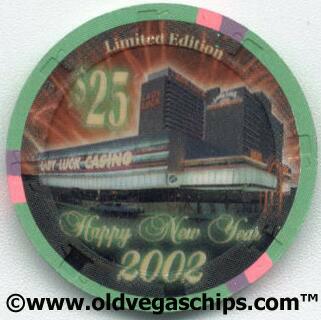 Limited Edition
$25
LADY LUCK CASINO
Happy New Year
2002
©www.oldvegaschips.com™